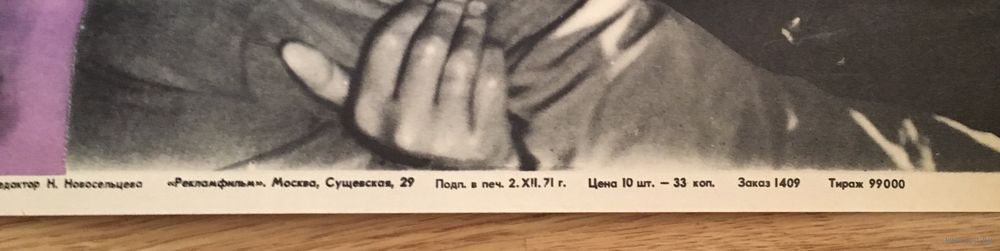 едактор Н. Новосельцева «Рекламфильм». Москва, Сущевская, 29 Подп. в печ. 2.XII.71 г. Цена 10 шт. — 33 коп. Заказ 1409 Тираж 99000